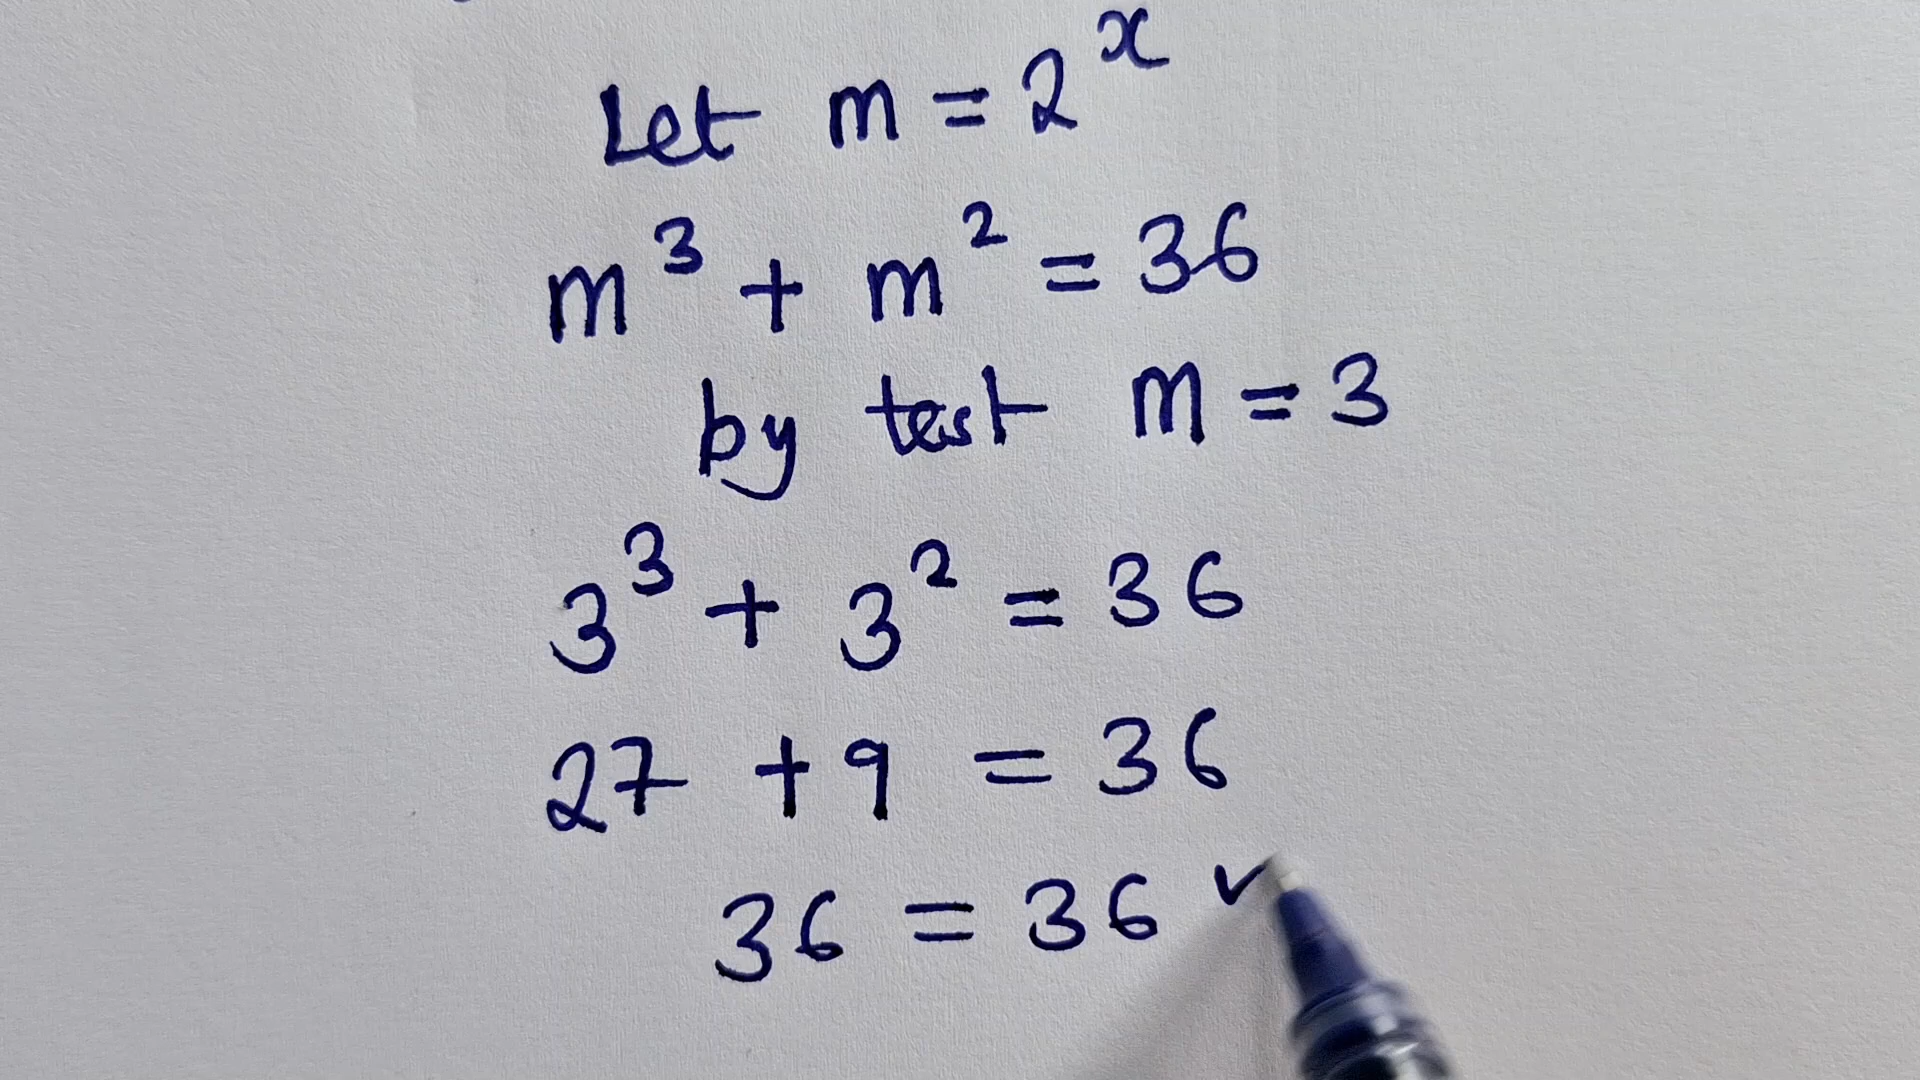 Let m = 2^x
m^3 + m^2 = 36
by test m = 3
3^3 + 3^2 = 36
27 + 9 = 36
36 = 36 ✓